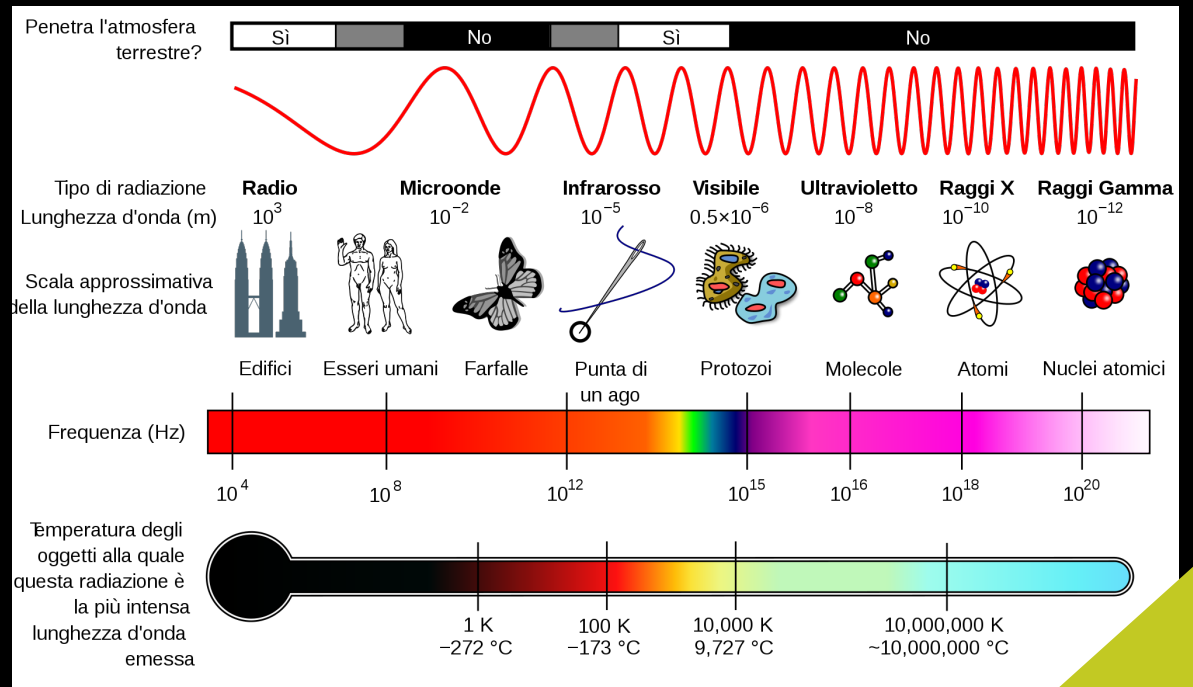 Penetra l'atmosfera
terrestre?
Sì No Sì No
Tipo di radiazione Radio Microonde Infrarosso Visibile Ultravioletto Raggi X Raggi Gamma
Lunghezza d'onda (m) 10³ 10⁻² 10⁻⁵ 0.5×10⁻⁶ 10⁻⁸ 10⁻¹⁰ 10⁻¹²
Scala approssimativa
della lunghezza d'onda
Edifici Esseri umani Farfalle Punta di Protozoi Molecole Atomi Nuclei atomici
un ago
Frequenza (Hz)
10⁴ 10⁸ 10¹² 10¹⁵ 10¹⁶ 10¹⁸ 10²⁰
Temperatura degli
oggetti alla quale
questa radiazione è
la più intensa
lunghezza d'onda
emessa
1 K 100 K 10,000 K 10,000,000 K
−272 °C −173 °C 9,727 °C ~10,000,000 °C